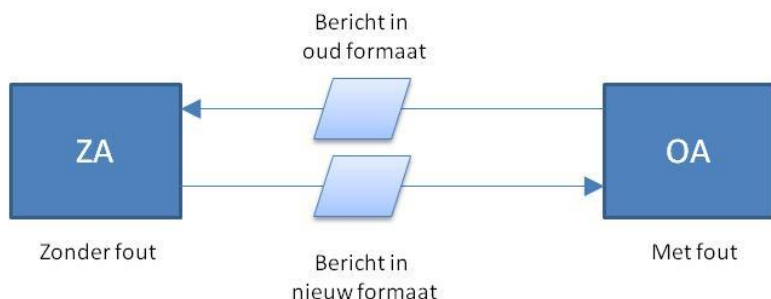 Bericht in
oud formaat
ZA
OA
Zonder fout
Met fout
Bericht in
nieuw formaat